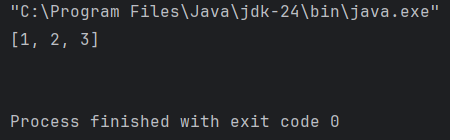 "C:\Program Files\Java\jdk-24\bin\java.exe"
[1, 2, 3]
Process finished with exit code 0